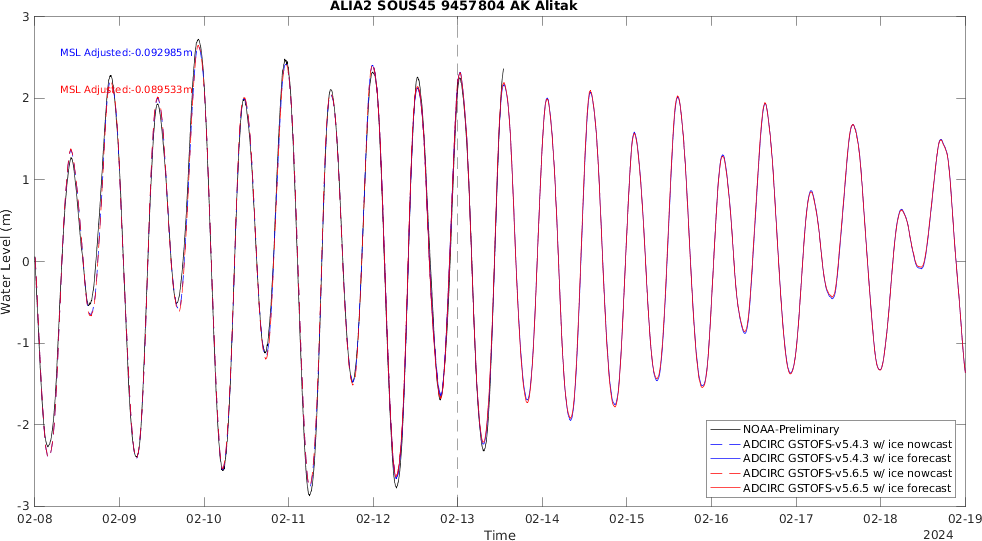 ALIA2 SOUS45 9457804 AK Alitak
MSL Adjusted:-0.092985m
MSL Adjusted:-0.089533m
3
2
1
0
-1
-2
-3
Water Level (m)
NOAA-Preliminary
ADCIRC GSTOFS-v5.4.3 w/ ice nowcast
ADCIRC GSTOFS-v5.4.3 w/ ice forecast
ADCIRC GSTOFS-v5.6.5 w/ ice nowcast
ADCIRC GSTOFS-v5.6.5 w/ ice forecast
02-08 02-09 02-10 02-11 02-12 02-13 02-14 02-15 02-16 02-17 02-18 02-19
Time
2024